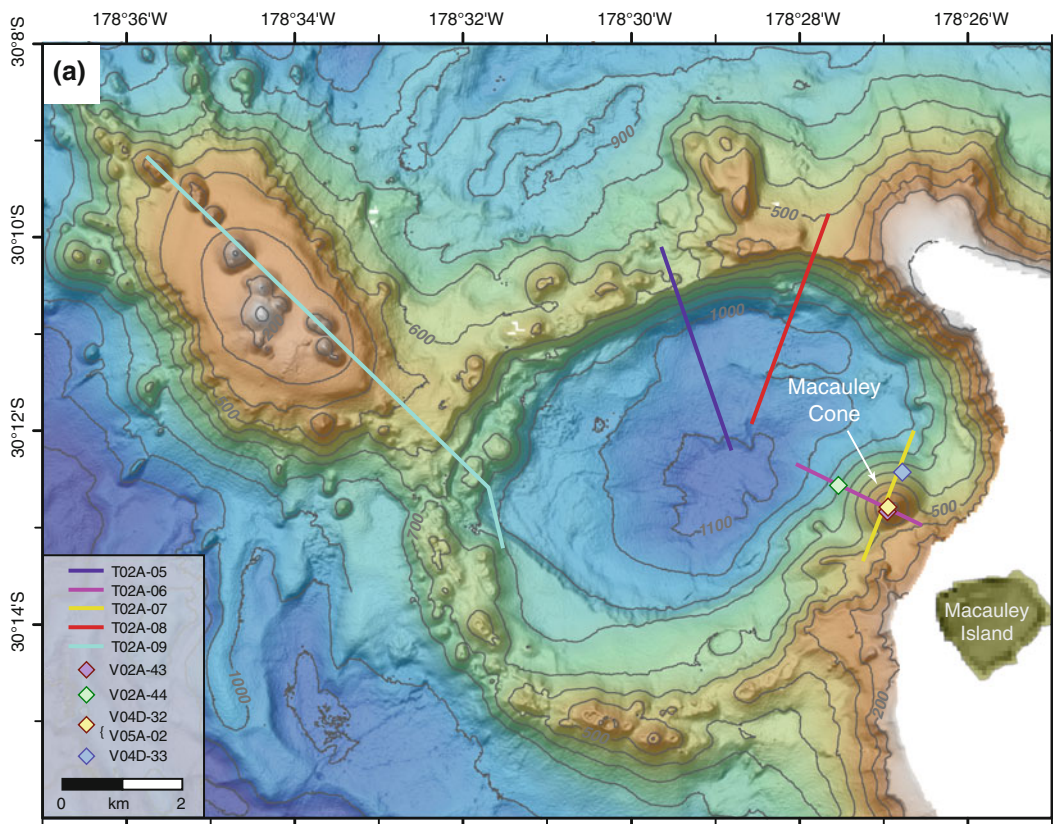 178°36'W 178°34'W 178°32'W 178°30'W 178°28'W 178°26'W
30°8'S
(a)
900
500
30°10'S
600
1000
Macauley
Cone
30°12'S
500
1100
700
T02A-05
T02A-06
T02A-07
T02A-08
T02A-09
V02A-43
V02A-44
V04D-32
{
V05A-02
V04D-33
0 km 2
30°14'S
Macauley
Island
1000
200